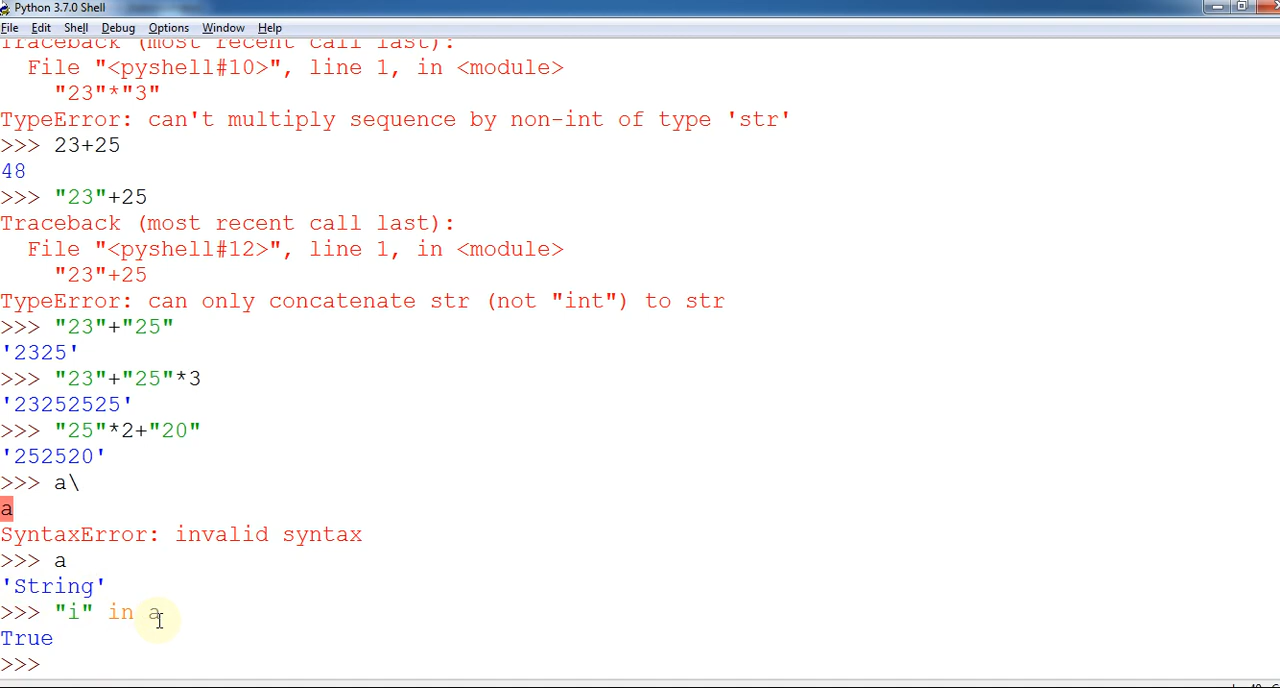 Python 3.7.0 Shell
File Edit Shell Debug Options Window Help
Traceback (most recent call last):
  File "<pyshell#10>", line 1, in <module>
    "23"*"3"
TypeError: can't multiply sequence by non-int of type 'str'
>>> 23+25
48
>>> "23"+25
Traceback (most recent call last):
  File "<pyshell#12>", line 1, in <module>
    "23"+25
TypeError: can only concatenate str (not "int") to str
>>> "23"+"25"
'2325'
>>> "23"+"25"*3
'23252525'
>>> "25"*2+"20"
'252520'
>>> a\
a
SyntaxError: invalid syntax
>>> a
'String'
>>> "i" in a
True
>>>